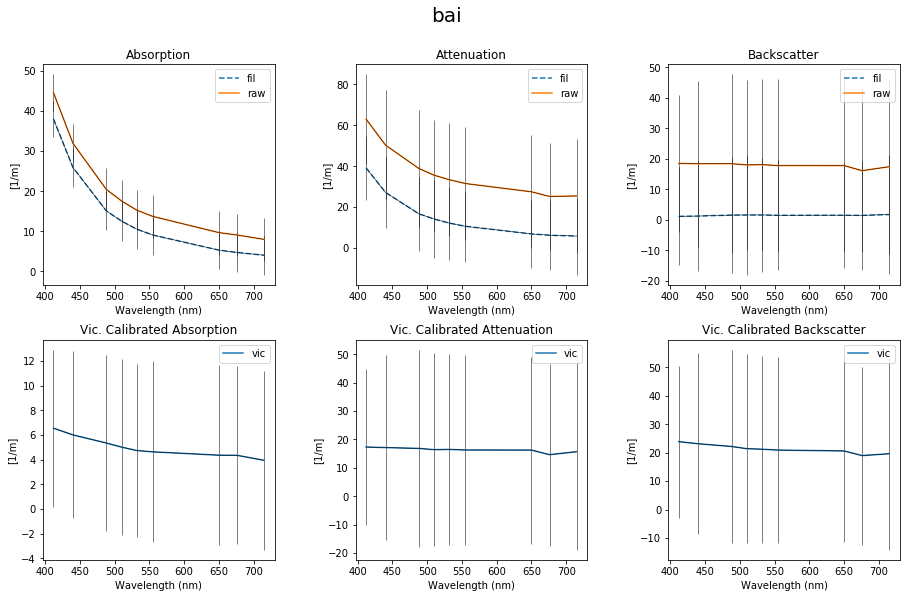 bai
Absorption
Attenuation
Backscatter
50
40
30
20
10
0
[1/m]
fil
raw
400 450 500 550 600 650 700
Wavelength (nm)
80
60
40
20
0
[1/m]
fil
raw
400 450 500 550 600 650 700
Wavelength (nm)
50
40
30
20
10
0
−10
−20
[1/m]
fil
raw
400 450 500 550 600 650 700
Wavelength (nm)
Vic. Calibrated Absorption
Vic. Calibrated Attenuation
Vic. Calibrated Backscatter
12
10
8
6
4
2
0
−2
−4
[1/m]
vic
400 450 500 550 600 650 700
Wavelength (nm)
50
40
30
20
10
0
−10
−20
[1/m]
vic
400 450 500 550 600 650 700
Wavelength (nm)
50
40
30
20
10
0
−10
[1/m]
vic
400 450 500 550 600 650 700
Wavelength (nm)